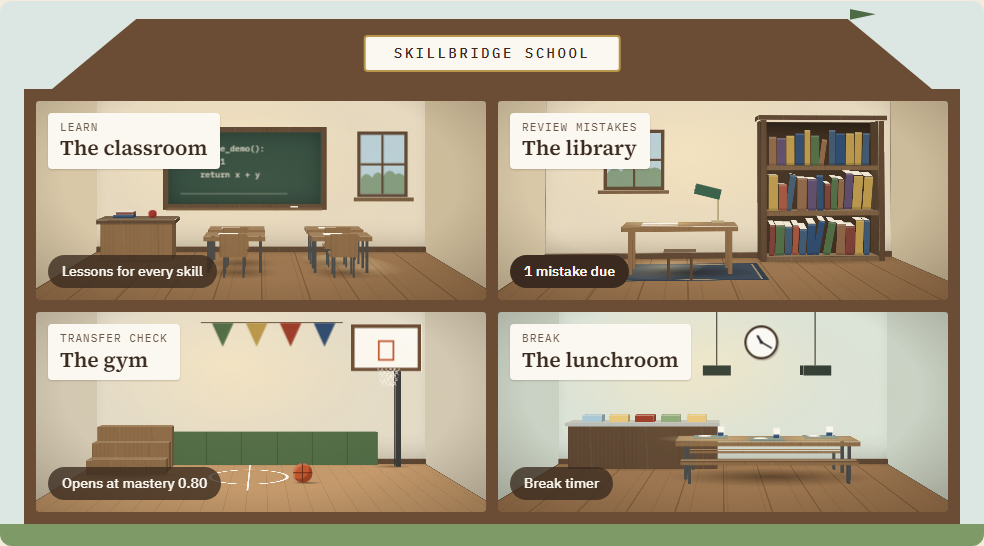 SKILLBRIDGE SCHOOL
LEARN
The classroom
e_demo():
return x + y
Lessons for every skill
REVIEW MISTAKES
The library
1 mistake due
TRANSFER CHECK
The gym
Opens at mastery 0.80
BREAK
The lunchroom
Break timer